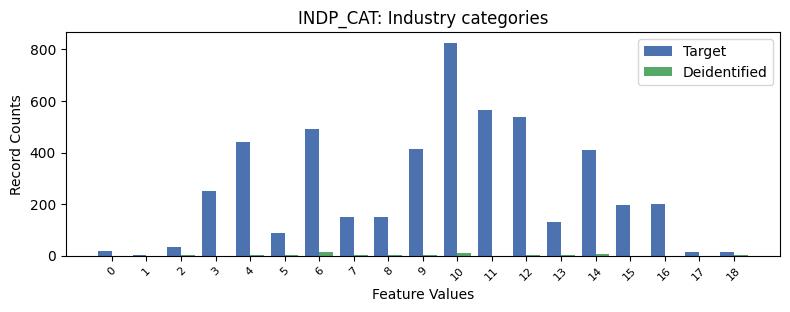 INDP_CAT: Industry categories
Target
Deidentified
Record Counts
800
600
400
200
0
0 1 2 3 4 5 6 7 8 9 10 11 12 13 14 15 16 17 18
Feature Values